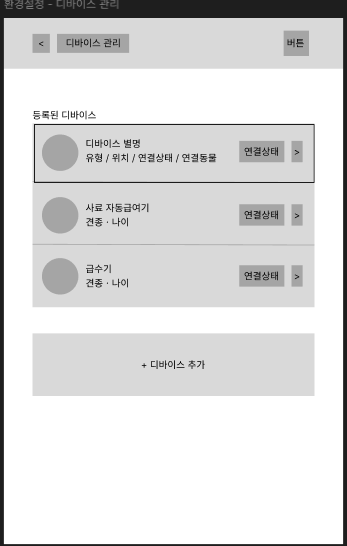 환경설정 - 디바이스 관리
< 디바이스 관리 버튼
등록된 디바이스
디바이스 별명
유형 / 위치 / 연결상태 / 연결동물
연결상태 >
사료 자동급여기
견종 · 나이
연결상태 >
급수기
견종 · 나이
연결상태 >
+ 디바이스 추가